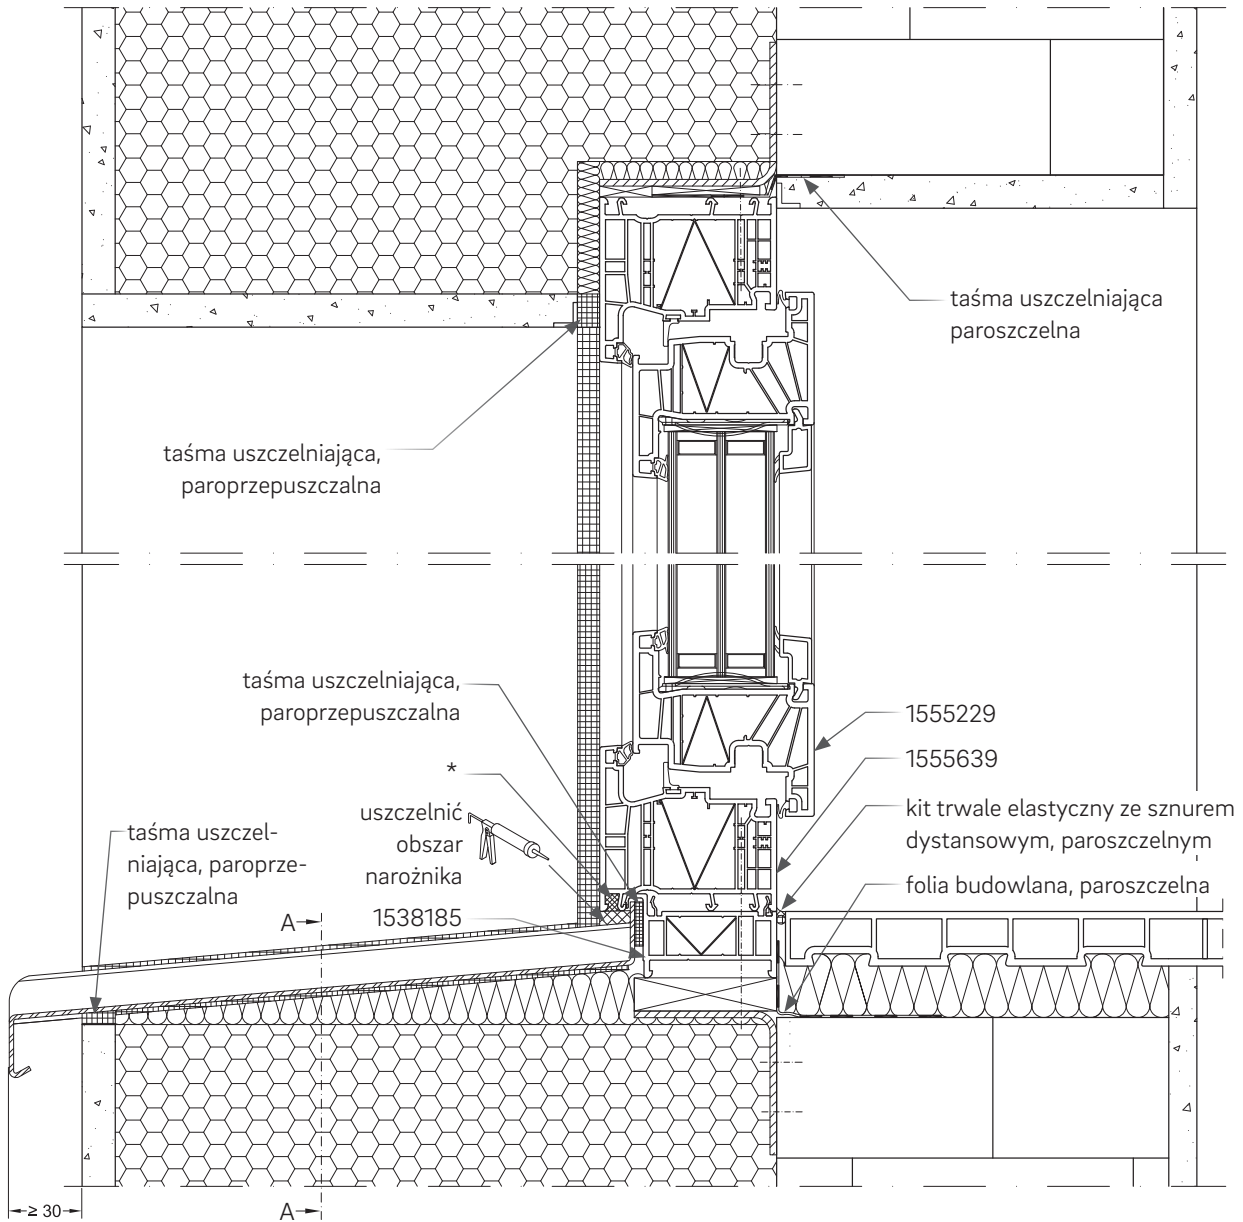 taśma uszczelniająca
paroszczelna
taśma uszczelniająca,
paroprzepuszczalna
taśma uszczelniająca,
paroprzepuszczalna
*
uszczelnić
obszar
narożnika
1538185
taśma uszczel-
niająca, paroprze-
puszczalna
1555229
1555639
kit trwale elastyczny ze sznurem
dystansowym, paroszczelnym
folia budowlana, paroszczelna
A
A
≥ 30